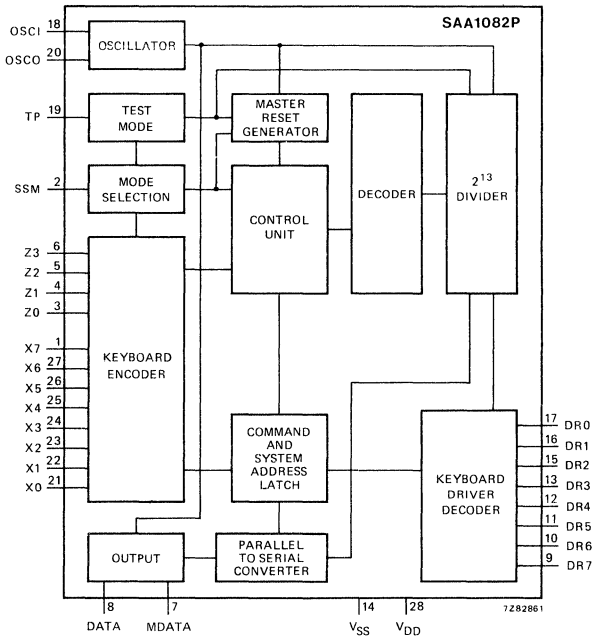 SAA1082P
OSCI 18
OSCO 20
OSCILLATOR
TP 19
TEST
MODE
MASTER
RESET
GENERATOR
SSM 2
MODE
SELECTION
CONTROL
UNIT
DECODER
2¹³
DIVIDER
Z3 6
Z2 5
Z1 4
Z0 3
X7 1
X6 27
X5 26
X4 25
X3 24
X2 23
X1 22
X0 21
KEYBOARD
ENCODER
COMMAND
AND
SYSTEM
ADDRESS
LATCH
KEYBOARD
DRIVER
DECODER
17 DR0
16 DR1
15 DR2
13 DR3
12 DR4
11 DR5
10 DR6
9 DR7
OUTPUT
PARALLEL
TO SERIAL
CONVERTER
8 7 14 28
7Z82861
DATA MDATA VSS VDD